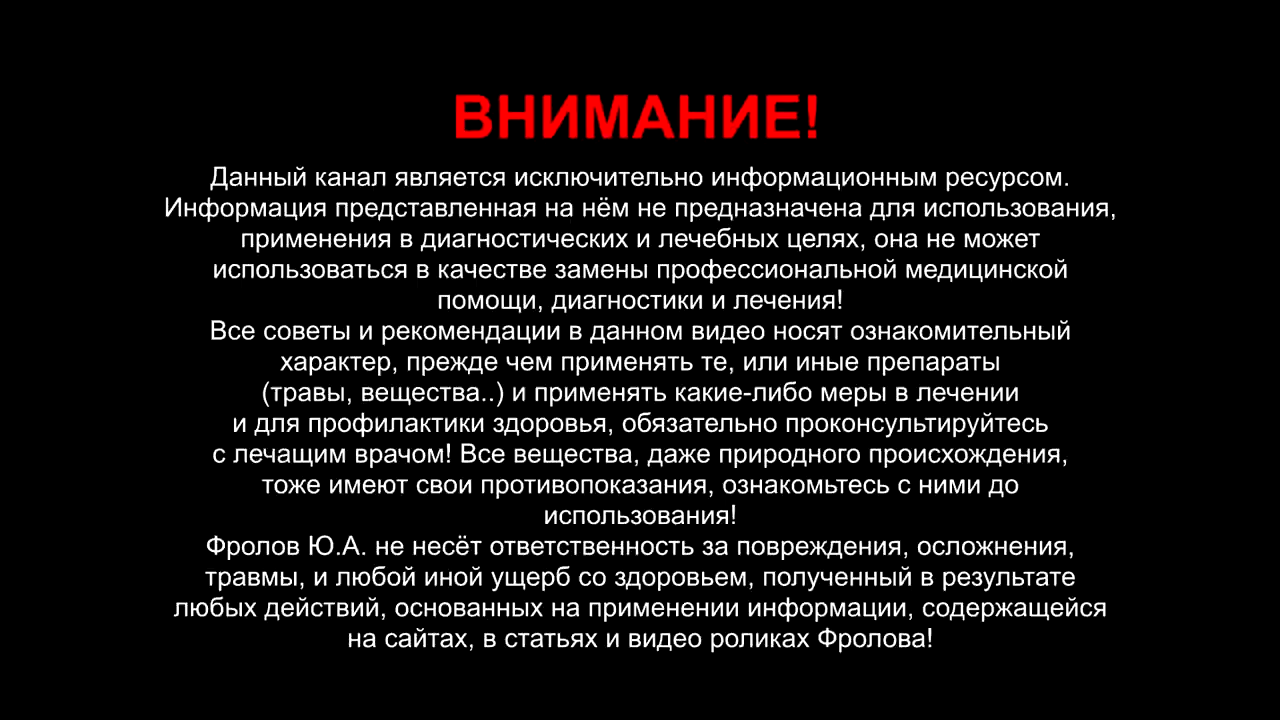 ВНИМАНИЕ!
Данный канал является исключительно информационным ресурсом.
Информация представленная на нём не предназначена для использования,
применения в диагностических и лечебных целях, она не может
использоваться в качестве замены профессиональной медицинской
помощи, диагностики и лечения!
Все советы и рекомендации в данном видео носят ознакомительный
характер, прежде чем применять те, или иные препараты
(травы, вещества..) и применять какие-либо меры в лечении
и для профилактики здоровья, обязательно проконсультируйтесь
с лечащим врачом! Все вещества, даже природного происхождения,
тоже имеют свои противопоказания, ознакомьтесь с ними до
использования!
Фролов Ю.А. не несёт ответственность за повреждения, осложнения,
травмы, и любой иной ущерб со здоровьем, полученный в результате
любых действий, основанных на применении информации, содержащейся
на сайтах, в статьях и видео роликах Фролова!